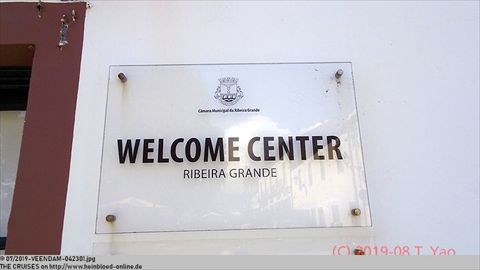 Câmara Municipal da Ribeira Grande
WELCOME CENTER
RIBEIRA GRANDE
(C) 2019-08 T. Yao
© 07/2019-VEENDAM-042301.jpg
THE CRUISES on http://www.heinbloed-online.de